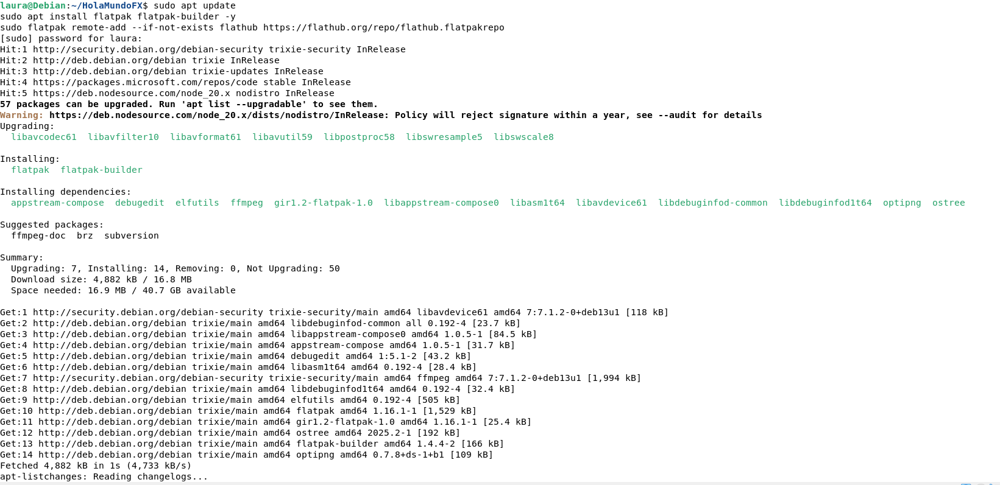 laura@Debian:~/HolaMundoFX$ sudo apt update
sudo apt install flatpak flatpak-builder -y
sudo flatpak remote-add --if-not-exists flathub https://flathub.org/repo/flathub.flatpakrepo
[sudo] password for laura:
Hit:1 http://security.debian.org/debian-security trixie-security InRelease
Hit:2 http://deb.debian.org/debian trixie InRelease
Hit:3 http://deb.debian.org/debian trixie-updates InRelease
Hit:4 https://packages.microsoft.com/repos/code stable InRelease
Hit:5 https://deb.nodesource.com/node_20.x nodistro InRelease
57 packages can be upgraded. Run 'apt list --upgradable' to see them.
Warning: https://deb.nodesource.com/node_20.x/dists/nodistro/InRelease: Policy will reject signature within a year, see --audit for details
Upgrading:
  libavcodec61  libavfilter10  libavformat61  libavutil59  libpostproc58  libswresample5  libswscale8

Installing:
  flatpak  flatpak-builder

Installing dependencies:
  appstream-compose  debugedit  elfutils  ffmpeg  gir1.2-flatpak-1.0  libappstream-compose0  libasm1t64  libavdevice61  libdebuginfod-common  libdebuginfod1t64  optipng  ostree

Suggested packages:
  ffmpeg-doc  brz  subversion

Summary:
  Upgrading: 7, Installing: 14, Removing: 0, Not Upgrading: 50
  Download size: 4,882 kB / 16.8 MB
  Space needed: 16.9 MB / 40.7 GB available

Get:1 http://security.debian.org/debian-security trixie-security/main amd64 libavdevice61 amd64 7:7.1.2-0+deb13u1 [118 kB]
Get:2 http://deb.debian.org/debian trixie/main amd64 libdebuginfod-common all 0.192-4 [23.7 kB]
Get:3 http://deb.debian.org/debian trixie/main amd64 libappstream-compose0 amd64 1.0.5-1 [84.5 kB]
Get:4 http://deb.debian.org/debian trixie/main amd64 appstream-compose amd64 1.0.5-1 [31.7 kB]
Get:5 http://deb.debian.org/debian trixie/main amd64 debugedit amd64 1:5.1-2 [43.2 kB]
Get:6 http://deb.debian.org/debian trixie/main amd64 libasm1t64 amd64 0.192-4 [28.4 kB]
Get:7 http://security.debian.org/debian-security trixie-security/main amd64 ffmpeg amd64 7:7.1.2-0+deb13u1 [1,994 kB]
Get:8 http://deb.debian.org/debian trixie/main amd64 libdebuginfod1t64 amd64 0.192-4 [32.4 kB]
Get:9 http://deb.debian.org/debian trixie/main amd64 elfutils amd64 0.192-4 [505 kB]
Get:10 http://deb.debian.org/debian trixie/main amd64 flatpak amd64 1.16.1-1 [1,529 kB]
Get:11 http://deb.debian.org/debian trixie/main amd64 gir1.2-flatpak-1.0 amd64 1.16.1-1 [25.4 kB]
Get:12 http://deb.debian.org/debian trixie/main amd64 ostree amd64 2025.2-1 [192 kB]
Get:13 http://deb.debian.org/debian trixie/main amd64 flatpak-builder amd64 1.4.4-2 [166 kB]
Get:14 http://deb.debian.org/debian trixie/main amd64 optipng amd64 0.7.8+ds-1+b1 [109 kB]
Fetched 4,882 kB in 1s (4,733 kB/s)
apt-listchanges: Reading changelogs...